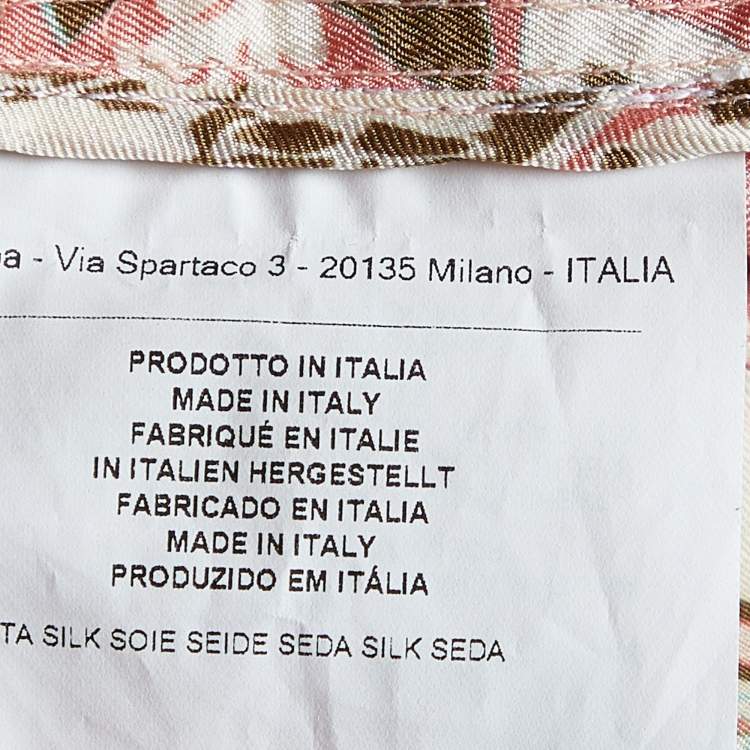 a - Via Spartaco 3 - 20135 Milano - ITALIA
PRODOTTO IN ITALIA
MADE IN ITALY
FABRIQUÉ EN ITALIE
IN ITALIEN HERGESTELLT
FABRICADO EN ITALIA
MADE IN ITALY
PRODUZIDO EM ITÁLIA
TA SILK SOIE SEIDE SEDA SILK SEDA